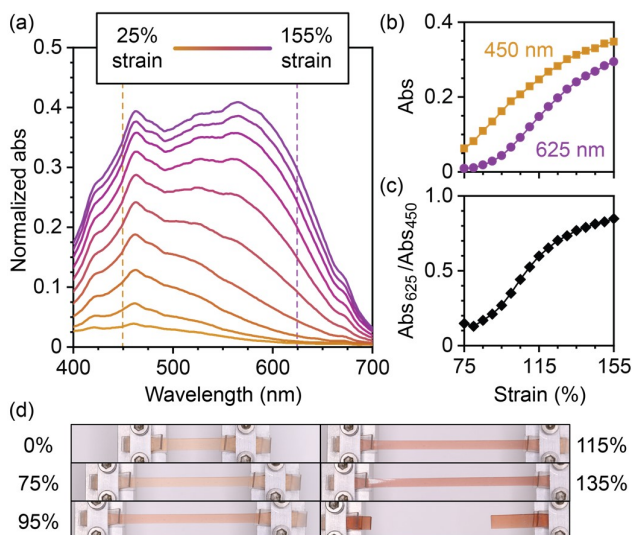 (a)
25%
strain
155%
strain
0.5
0.4
0.3
0.2
0.1
0
Normalized abs
400
500
600
700
Wavelength (nm)
(b)
0.4
0.2
0
Abs
450 nm
625 nm
(c)
1.0
0.5
0
Abs625/Abs450
75
115
155
Strain (%)
(d)
0%
115%
75%
135%
95%